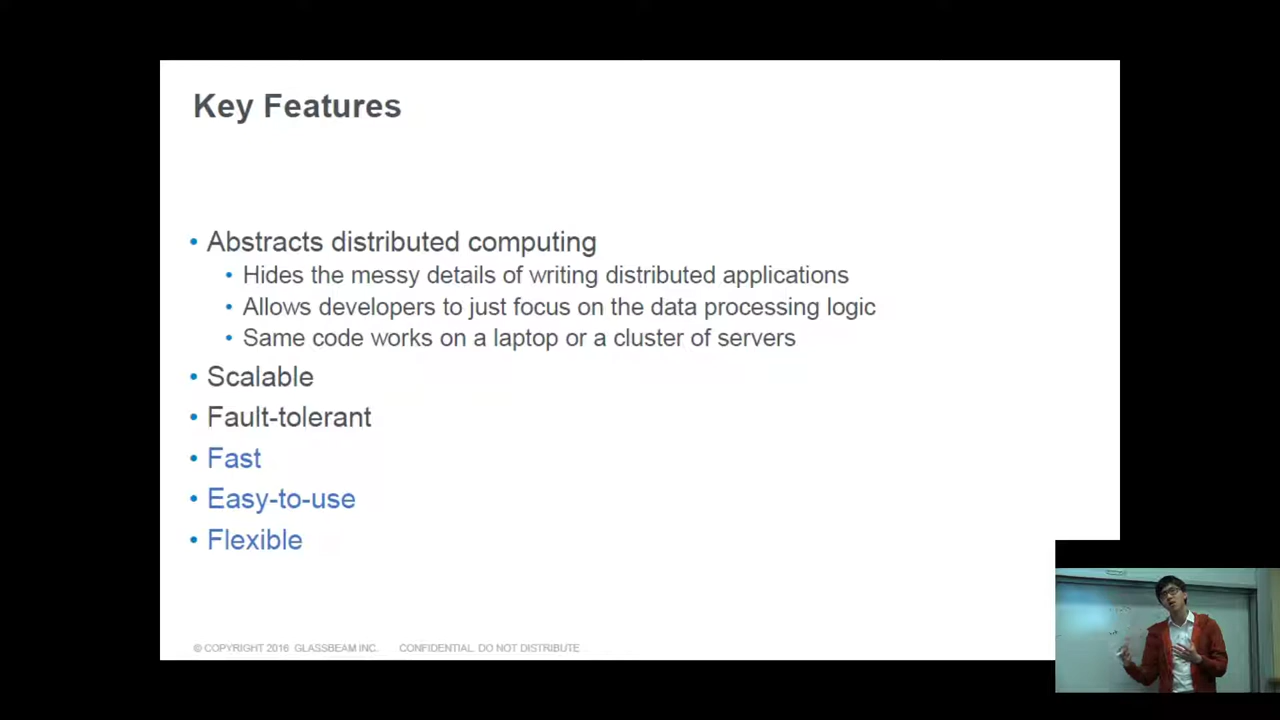 Key Features
• Abstracts distributed computing
• Hides the messy details of writing distributed applications
• Allows developers to just focus on the data processing logic
• Same code works on a laptop or a cluster of servers
• Scalable
• Fault-tolerant
• Fast
• Easy-to-use
• Flexible
© COPYRIGHT 2016 GLASSBEAM INC. CONFIDENTIAL. DO NOT DISTRIBUTE